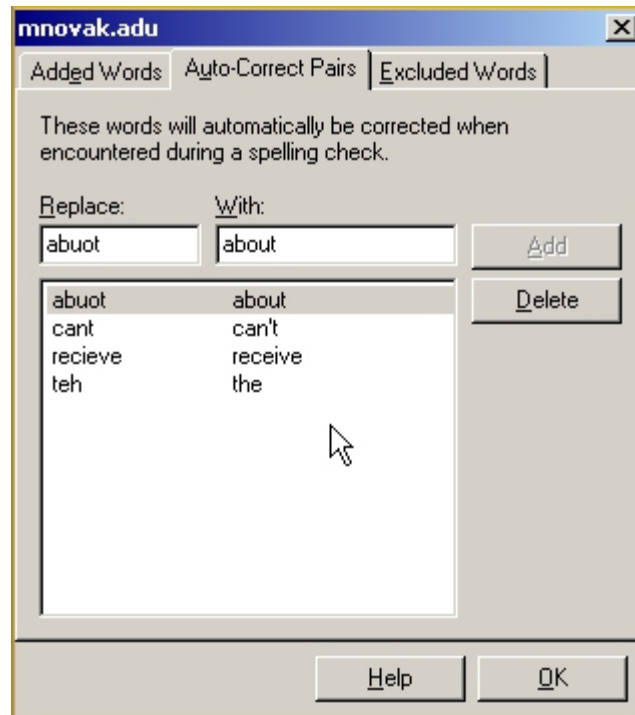 mnovak.adu
Added Words Auto-Correct Pairs Excluded Words
These words will automatically be corrected when
encountered during a spelling check.
Replace: With:
abuot about Add
abuot about Delete
cant can't
recieve receive
teh the
Help OK